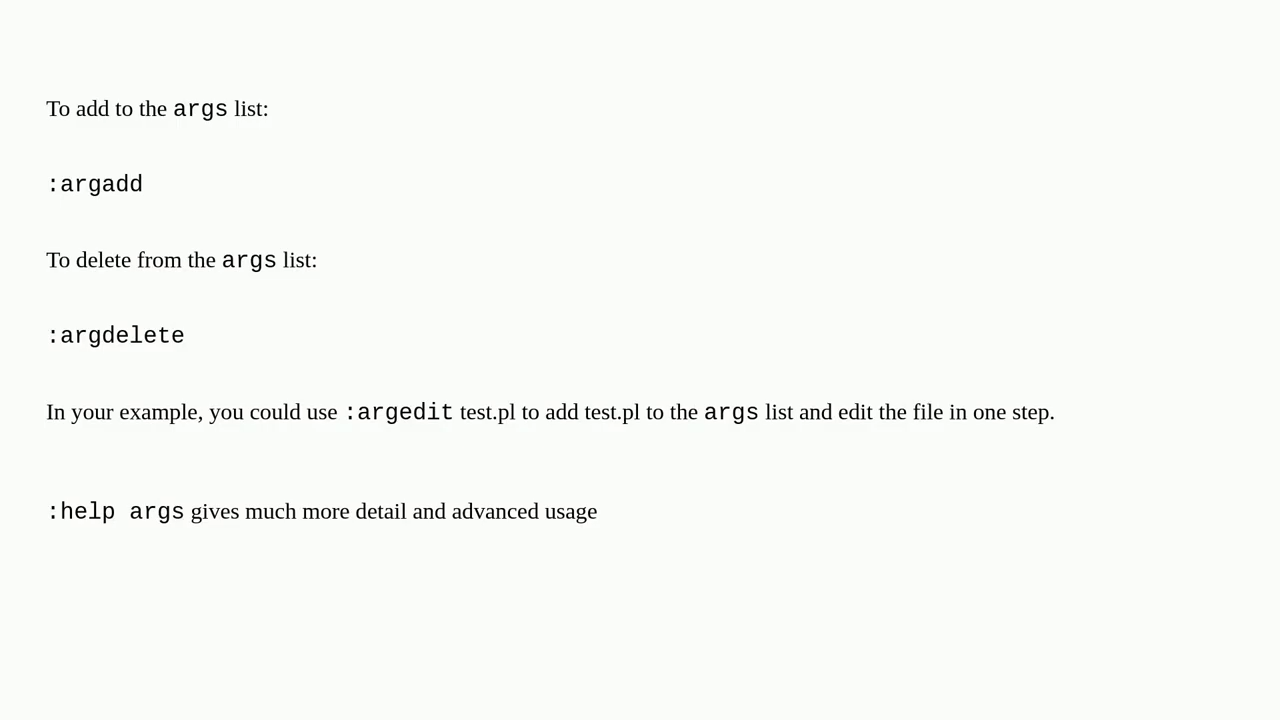 To add to the args list:
:argadd
To delete from the args list:
:argdelete
In your example, you could use :argedit test.pl to add test.pl to the args list and edit the file in one step.
:help args gives much more detail and advanced usage